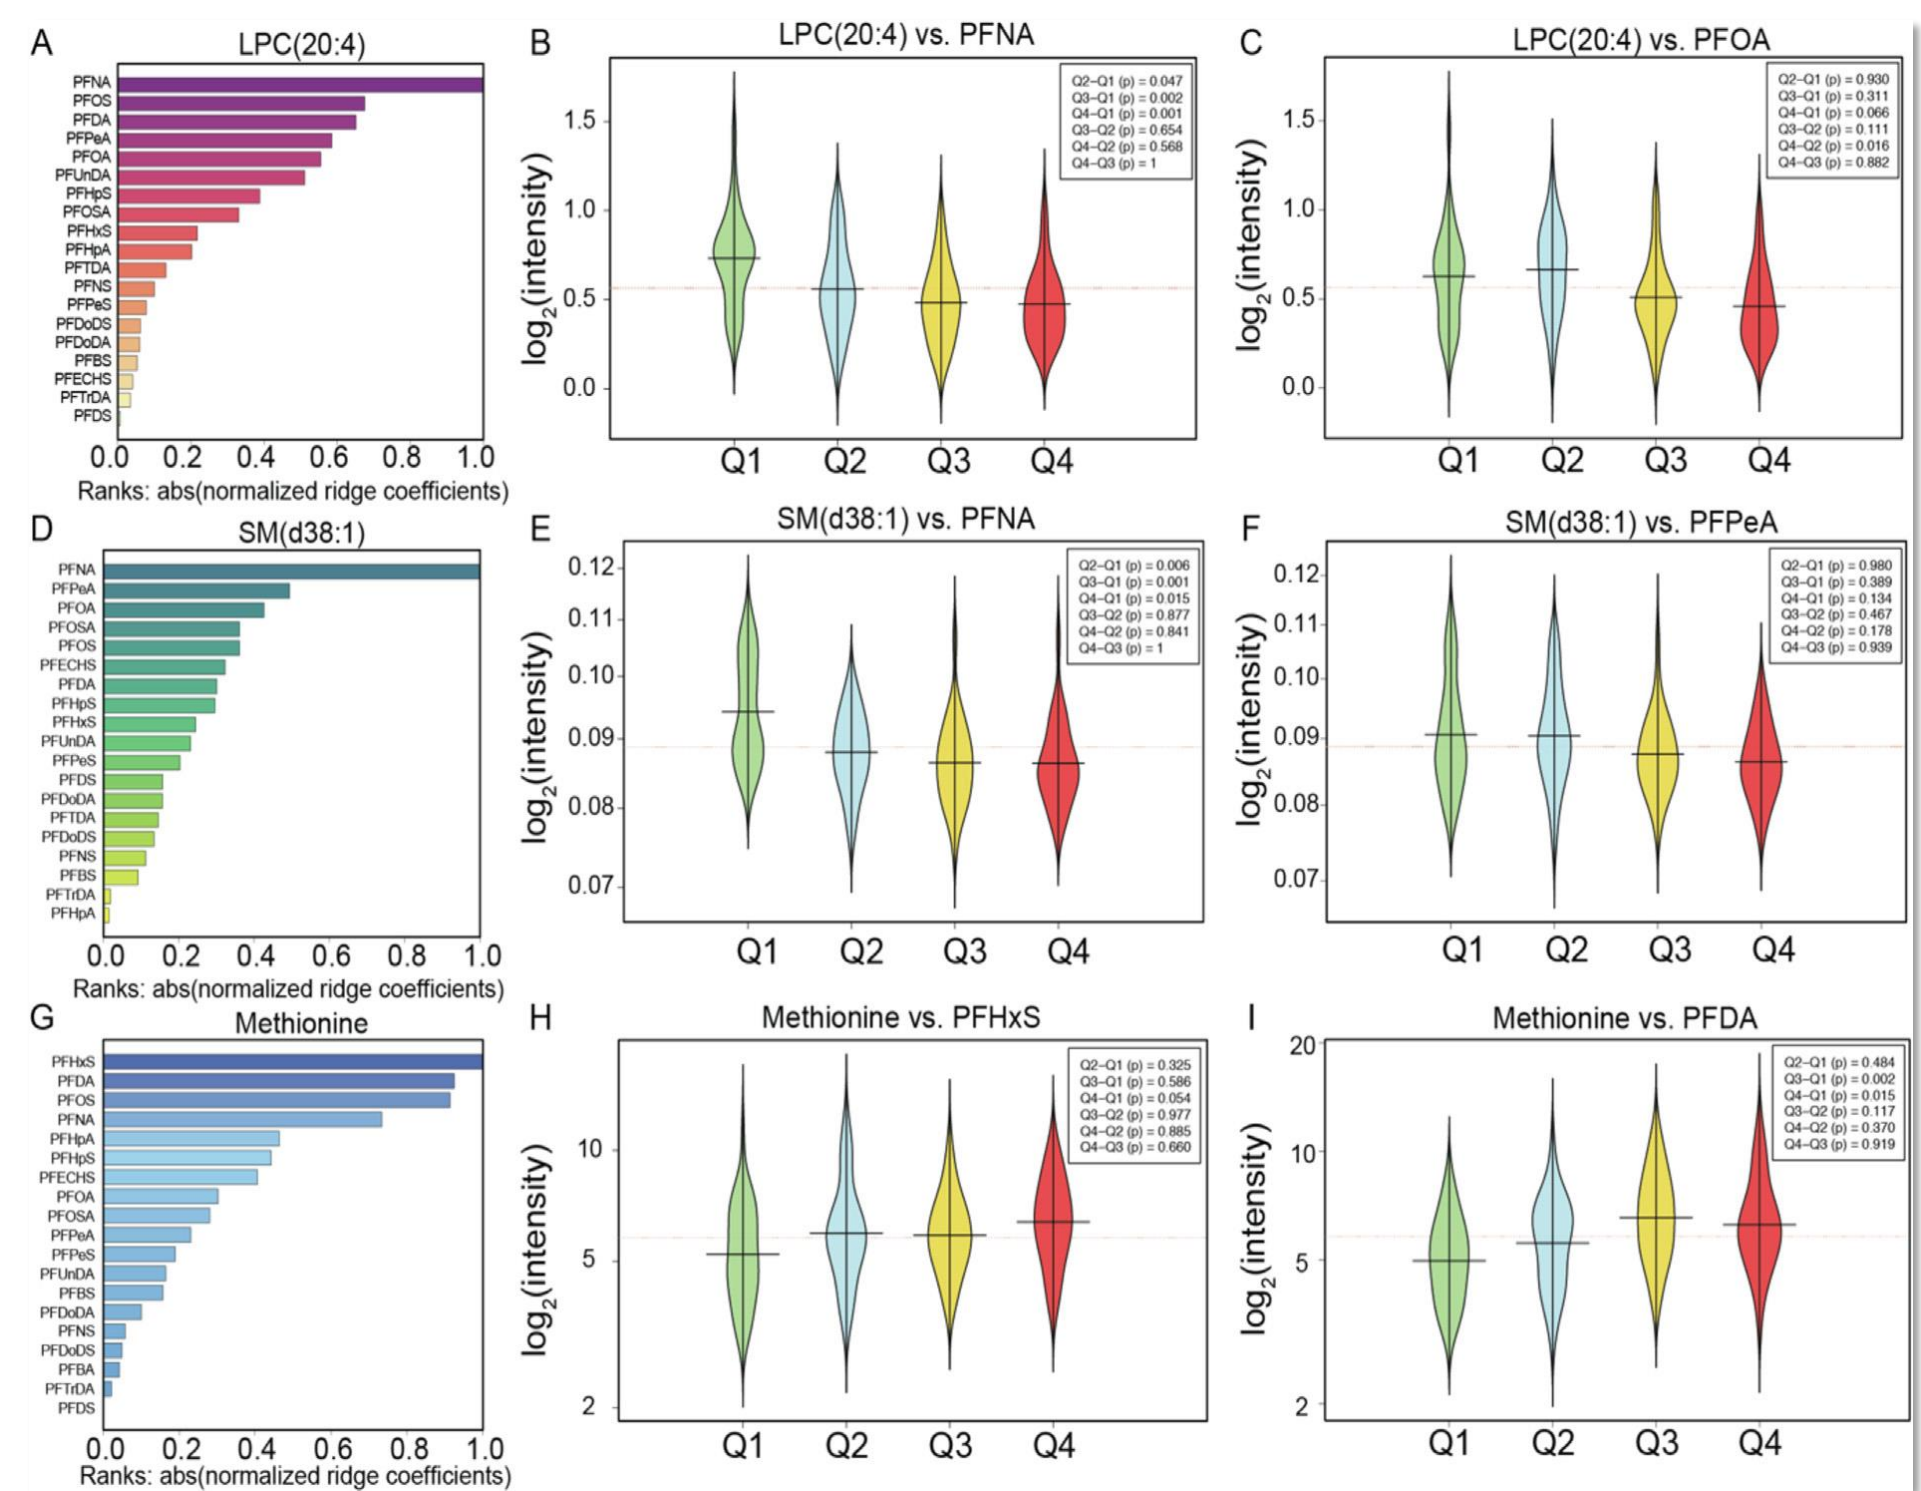 A
LPC(20:4)
PFNA
PFOS
PFDA
PFPeA
PFOA
PFUnDA
PFHpS
PFOSA
PFHxS
PFHpA
PFTDA
PFNS
PFPeS
PFDoDS
PFDoDA
PFBS
PFECHS
PFTrDA
PFDS
0.0 0.2 0.4 0.6 0.8 1.0
Ranks: abs(normalized ridge coefficients)
B
LPC(20:4) vs. PFNA
log2(intensity)
1.5
1.0
0.5
0.0
Q2–Q1 (p) = 0.047
Q3–Q1 (p) = 0.002
Q4–Q1 (p) = 0.001
Q3–Q2 (p) = 0.654
Q4–Q2 (p) = 0.568
Q4–Q3 (p) = 1
Q1 Q2 Q3 Q4
C
LPC(20:4) vs. PFOA
log2(intensity)
1.5
1.0
0.5
0.0
Q2–Q1 (p) = 0.930
Q3–Q1 (p) = 0.311
Q4–Q1 (p) = 0.066
Q3–Q2 (p) = 0.111
Q4–Q2 (p) = 0.016
Q4–Q3 (p) = 0.882
Q1 Q2 Q3 Q4
D
SM(d38:1)
PFNA
PFPeA
PFOA
PFOSA
PFOS
PFECHS
PFDA
PFHpS
PFHxS
PFUnDA
PFPeS
PFDS
PFDoDA
PFTDA
PFDoDS
PFNS
PFBS
PFTrDA
PFHpA
0.0 0.2 0.4 0.6 0.8 1.0
Ranks: abs(normalized ridge coefficients)
E
SM(d38:1) vs. PFNA
log2(intensity)
0.12
0.11
0.10
0.09
0.08
0.07
Q2–Q1 (p) = 0.006
Q3–Q1 (p) = 0.001
Q4–Q1 (p) = 0.015
Q3–Q2 (p) = 0.877
Q4–Q2 (p) = 0.841
Q4–Q3 (p) = 1
Q1 Q2 Q3 Q4
F
SM(d38:1) vs. PFPeA
log2(intensity)
0.12
0.11
0.10
0.09
0.08
0.07
Q2–Q1 (p) = 0.980
Q3–Q1 (p) = 0.389
Q4–Q1 (p) = 0.134
Q3–Q2 (p) = 0.467
Q4–Q2 (p) = 0.178
Q4–Q3 (p) = 0.939
Q1 Q2 Q3 Q4
G
Methionine
PFHxS
PFDA
PFOS
PFNA
PFHpA
PFHpS
PFECHS
PFOA
PFOSA
PFPeA
PFPeS
PFUnDA
PFBS
PFDoDA
PFNS
PFDoDS
PFBA
PFTrDA
PFDS
0.0 0.2 0.4 0.6 0.8 1.0
Ranks: abs(normalized ridge coefficients)
H
Methionine vs. PFHxS
log2(intensity)
10
5
2
Q2–Q1 (p) = 0.325
Q3–Q1 (p) = 0.586
Q4–Q1 (p) = 0.054
Q3–Q2 (p) = 0.977
Q4–Q2 (p) = 0.885
Q4–Q3 (p) = 0.660
Q1 Q2 Q3 Q4
I
Methionine vs. PFDA
log2(intensity)
20
10
5
2
Q2–Q1 (p) = 0.484
Q3–Q1 (p) = 0.002
Q4–Q1 (p) = 0.015
Q3–Q2 (p) = 0.117
Q4–Q2 (p) = 0.370
Q4–Q3 (p) = 0.919
Q1 Q2 Q3 Q4